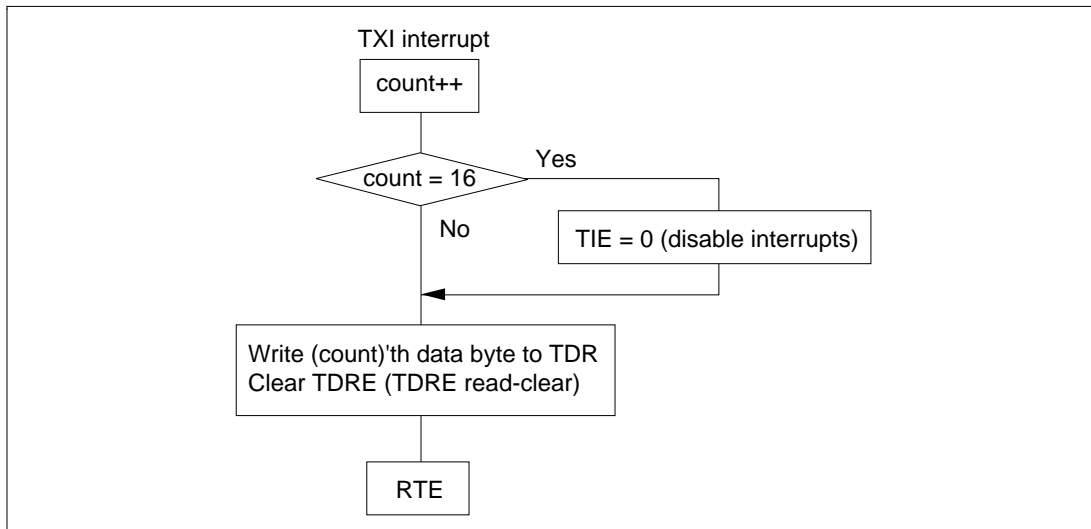 TXI interrupt
count++
count = 16
Yes
No
TIE = 0 (disable interrupts)
Write (count)'th data byte to TDR
Clear TDRE (TDRE read-clear)
RTE